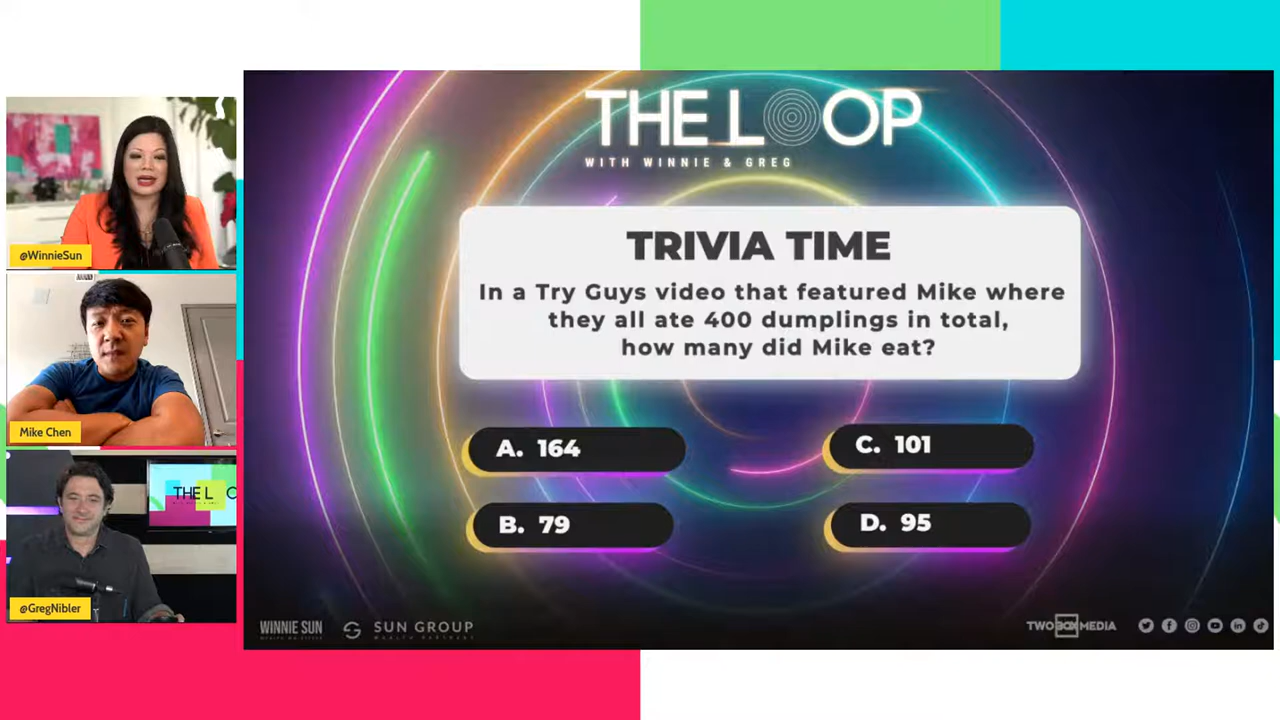 THE LOOP
WITH WINNIE & GREG
TRIVIA TIME
In a Try Guys video that featured Mike where
they all ate 400 dumplings in total,
how many did Mike eat?
A. 164
C. 101
B. 79
D. 95
@WinnieSun
Mike Chen
THE L OP
@GregNibler
WINNIE SUN
SUN GROUP
WEALTH PARTNERS
TWO BOX MEDIA